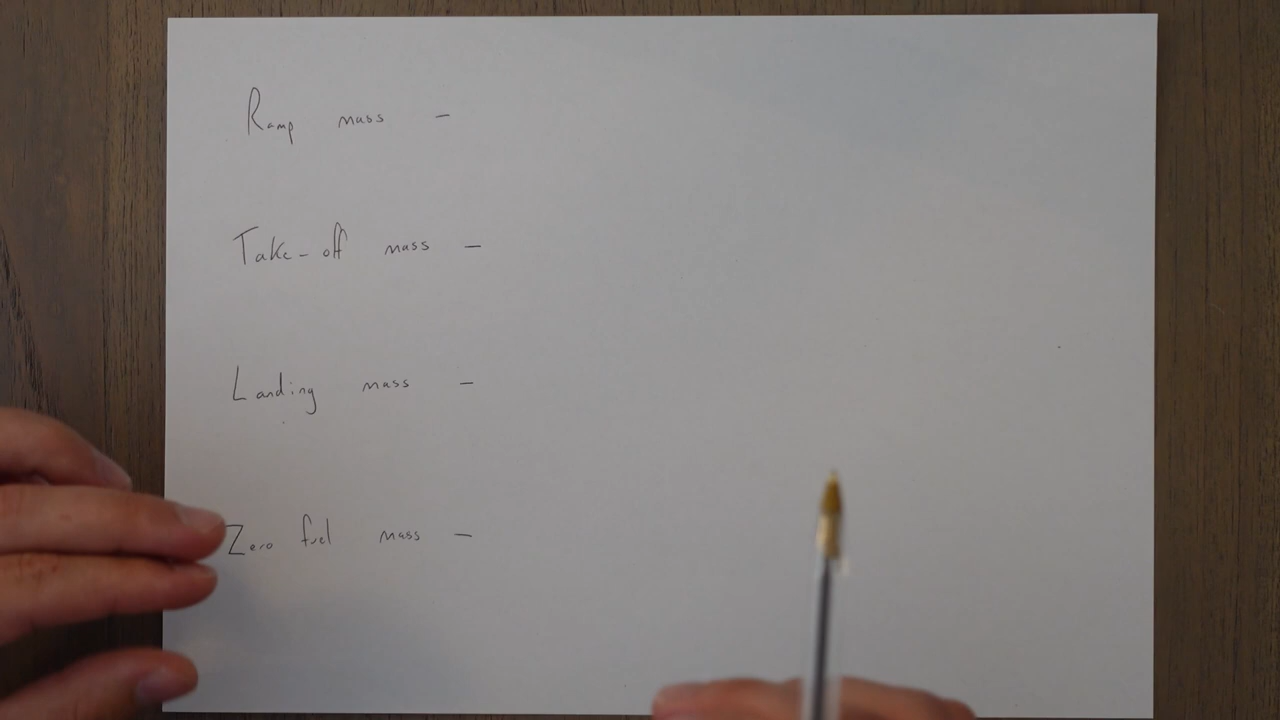 Ramp mass -
Take-off mass -
Landing mass -
Zero fuel mass -